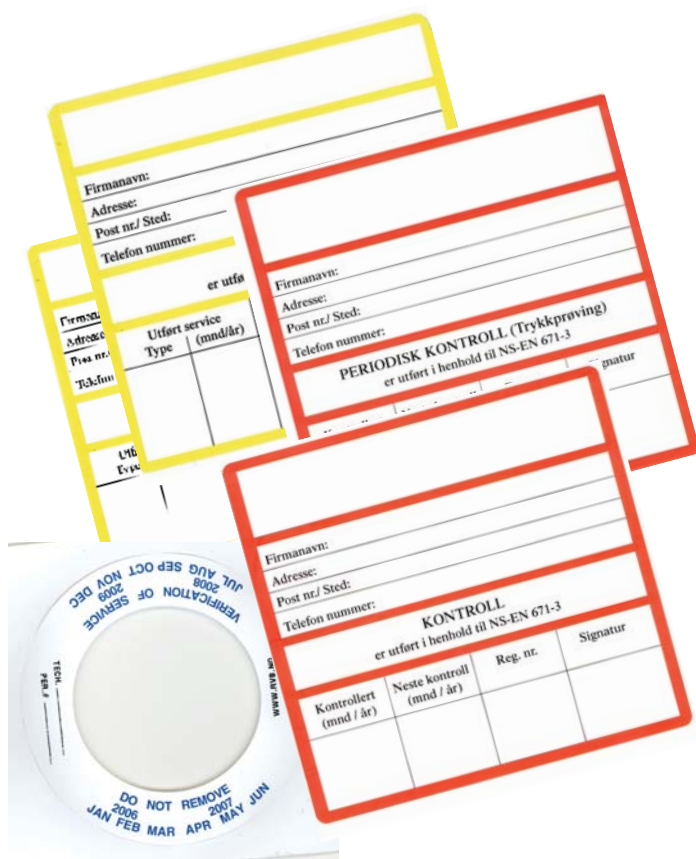 Firmanavn:
Adresse:
Post nr./ Sted:
Telefon nummer:
er utfø
Utført service
Type (mnd/år)
Firmanavn:
Adresse:
Post nr./ Sted:
Telefon nummer:
PERIODISK KONTROLL (Trykkprøving)
er utført i henhold til NS-EN 671-3
Firmanavn:
Adresse:
Post nr./ Sted:
Telefon nummer:
KONTROLL
er utført i henhold til NS-EN 671-3
Kontrollert
(mnd / år)
Neste kontroll
(mnd / år)
Reg. nr.
Signatur
JUL AUG SEP OCT NOV DEC
2008 2009
VERIFICATION OF SERVICE
TECH.
PER.#
DO NOT REMOVE
2006 2007
JAN FEB MAR APR MAY JUN